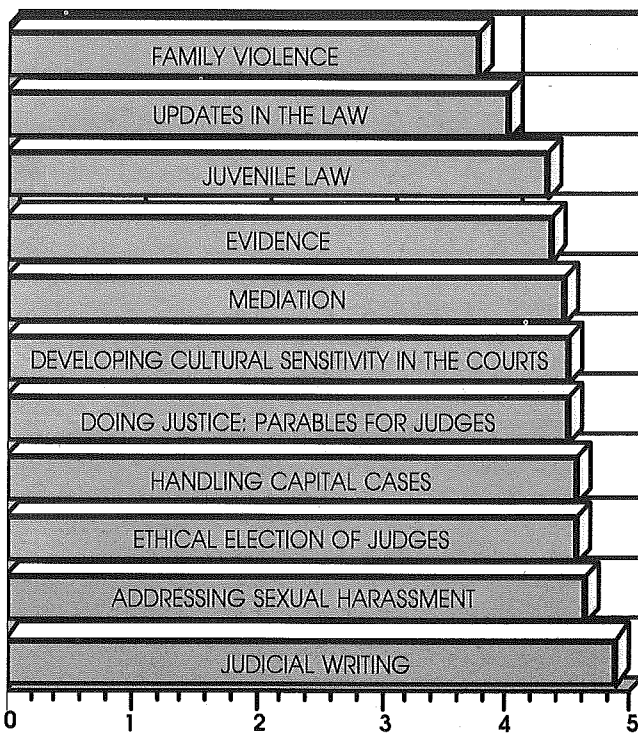 FAMILY VIOLENCE
UPDATES IN THE LAW
JUVENILE LAW
EVIDENCE
MEDIATION
DEVELOPING CULTURAL SENSITIVITY IN THE COURTS
DOING JUSTICE: PARABLES FOR JUDGES
HANDLING CAPITAL CASES
ETHICAL ELECTION OF JUDGES
ADDRESSING SEXUAL HARASSMENT
JUDICIAL WRITING
0 1 2 3 4 5